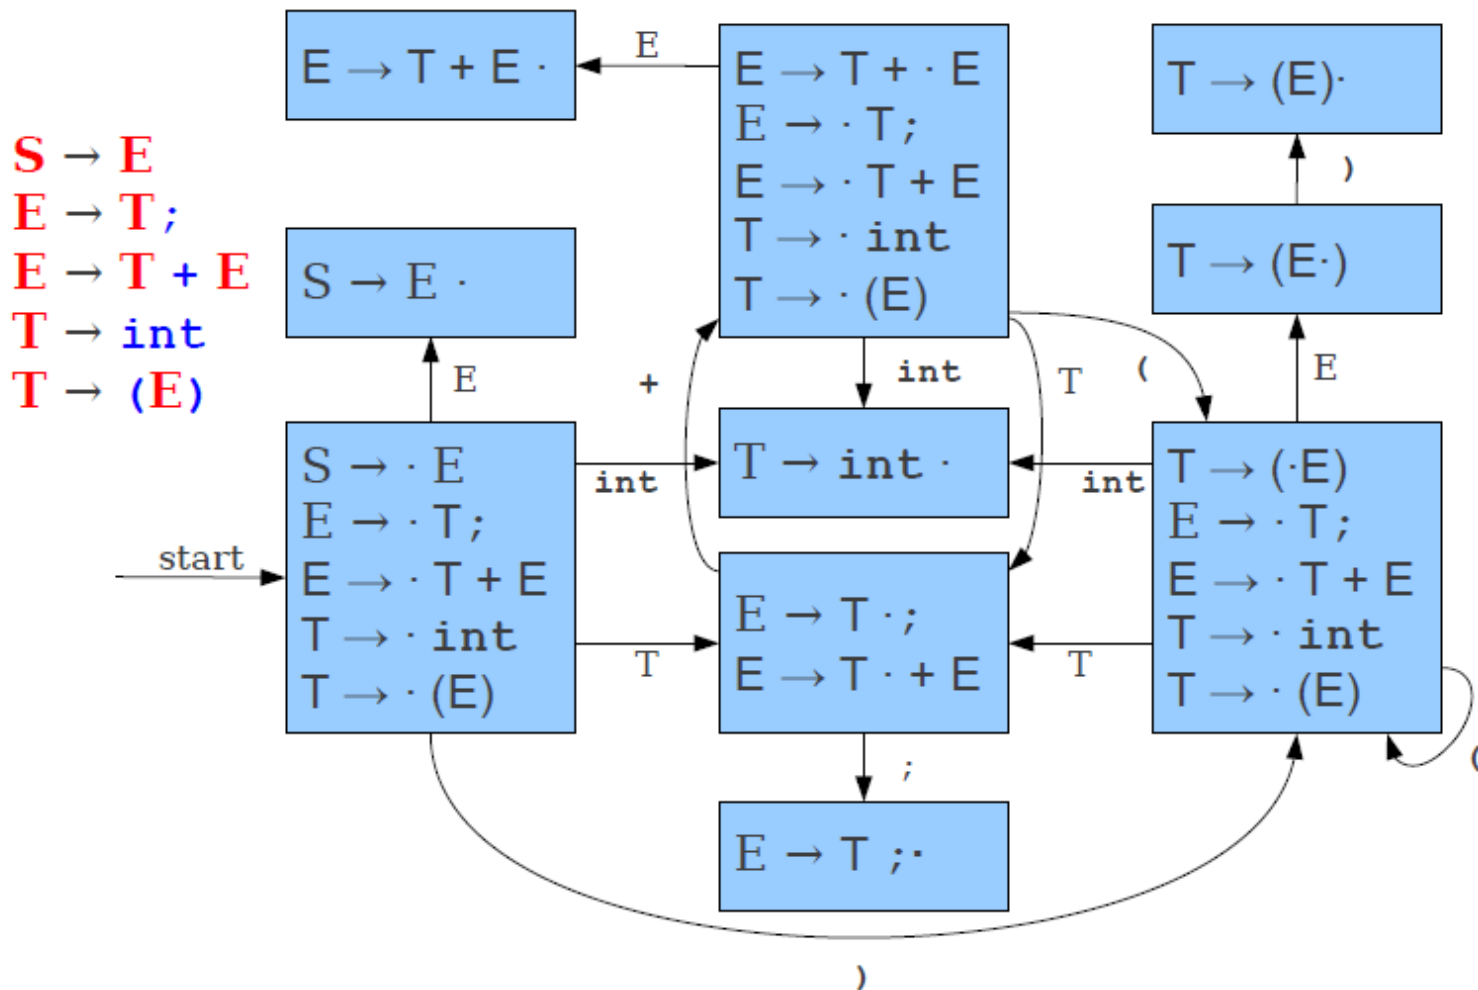 S → E
E → T ;
E → T + E
T → int
T → (E)
E → T + E ·
E
E → T + · E
E → · T ;
E → · T + E
T → · int
T → · (E)
T → (E)·
)
T → (E·)
S → E ·
E
+
int
T
(
E
start
S → · E
E → · T ;
E → · T + E
T → · int
T → · (E)
int
T
T → int ·
int
T
E → T · ;
E → T · + E
;
E → T ;·
T → (·E)
E → · T ;
E → · T + E
T → · int
T → · (E)
(
)